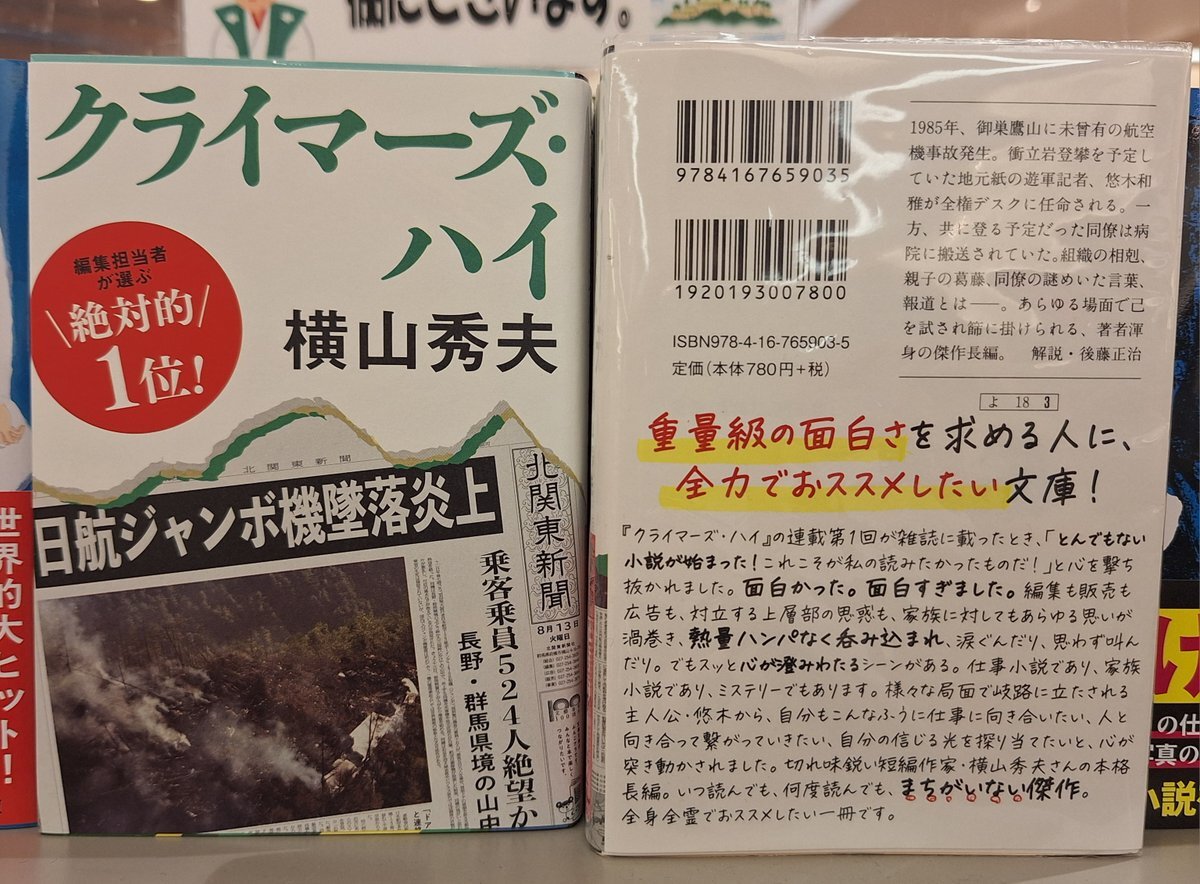 価にございます。
クライマーズ・
ハイ
編集担当者
が選ぶ
\絶対的/
1位!
横山秀夫
北関東新聞
日航ジャンボ機墜落炎上
北関東新聞
8月13日
火曜日
乗客乗員524人絶望か
長野・群馬県境の山中
世界的大ヒット!
9784167659035
1920193007800
ISBN978-4-16-765903-5
定価(本体780円+税)
1985年、御巣鷹山に未曾有の航空
機事故発生。衝立岩登攀を予定し
ていた地元紙の遊軍記者、悠木和
雅が全権デスクに任命される。一
方、共に登る予定だった同僚は病
院に搬送されていた。組織の相剋、
親子の葛藤、同僚の謎めいた言葉、
報道とは――。あらゆる場面で己
を試され篩に掛けられる、著者渾
身の傑作長編。 解説・後藤正治
よ 18 3
重量級の面白さを求める人に、
全力でおススメしたい文庫!
『クライマーズ・ハイ』の連載第1回が雑誌に載ったとき、「とんでもない
小説が始まった!これこそが私の読みたかったものだ!」と心を撃ち
抜かれました。面白かった。面白すぎました。編集も販売も
広告も、対立する上層部の思惑も、家族に対してもあらゆる思いが
渦巻き、熱量ハンパなく呑み込まれ、涙ぐんだり、思わず叫ん
だり。でもスッと心が澄みわたるシーンがある。仕事小説であり、家族
小説であり、ミステリーでもあります。様々な局面で岐路に立たされる
主人公・悠木から、自分もこんなふうに仕事に向き合いたい、人と
向き合って繋がっていきたい、自分の信じる光を探り当てたいと、心が
突き動かされました。切れ味鋭い短編作家・横山秀夫さんの本格
長編。いつ読んでも、何度読んでも、まちがいない傑作。
全身全霊でおススメしたい一冊です。
の仕
写真の
小説